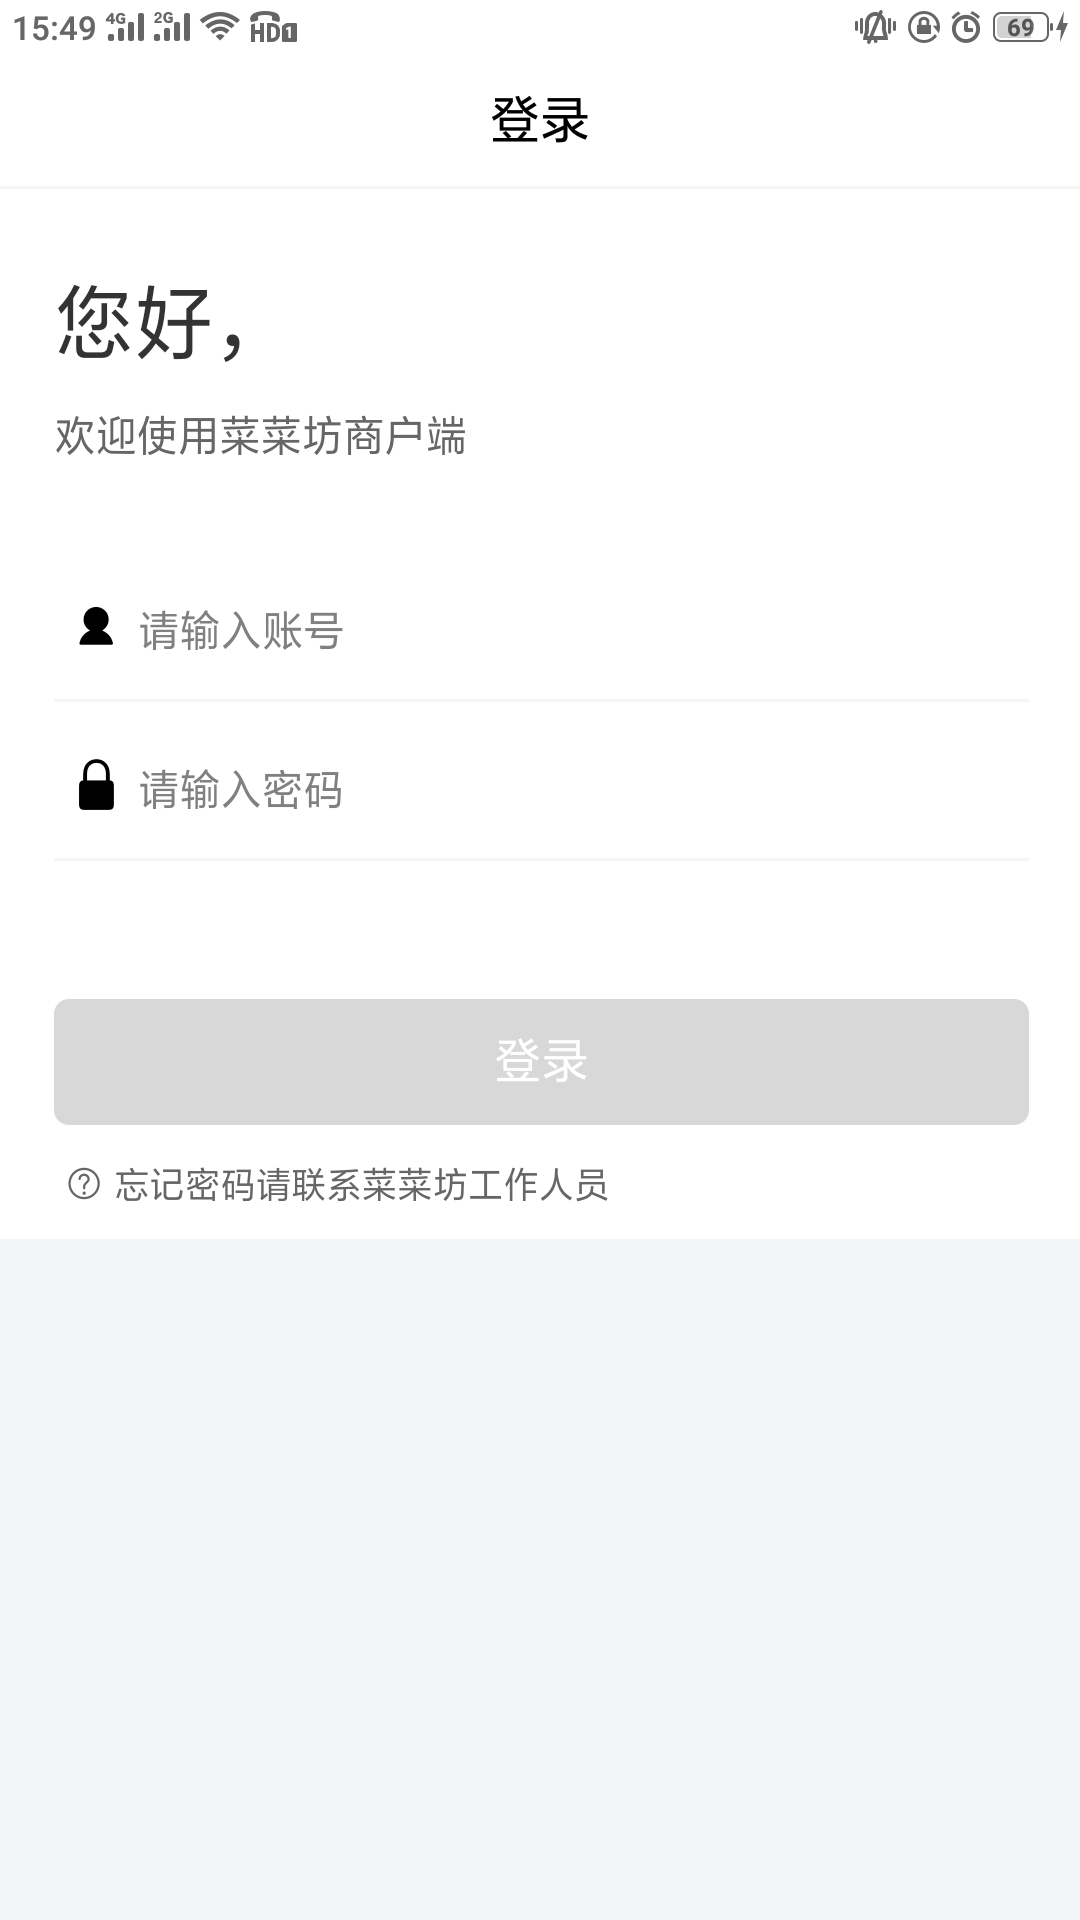 15:49 4G 2G HD1 69
登录
您好，
欢迎使用菜菜坊商户端
请输入账号
请输入密码
登录
忘记密码请联系菜菜坊工作人员